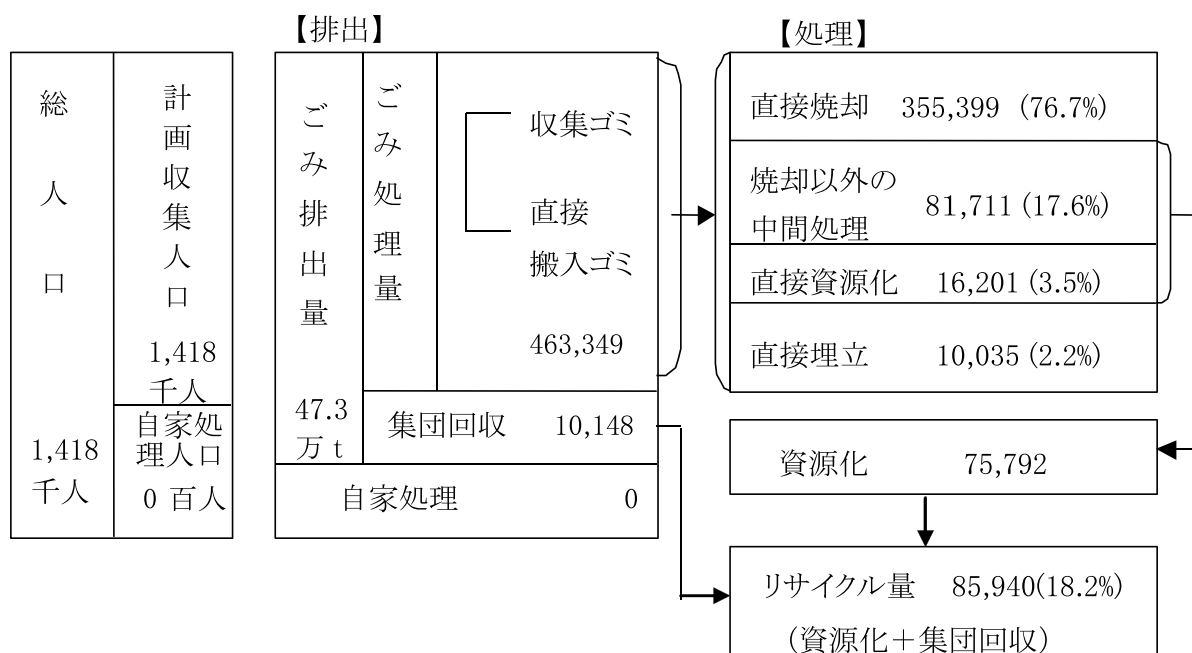 【排出】
【処理】
総人口
1,418
千人
計画収集人口
1,418
千人
自家処
理人口
0 百人
ごみ排出量
47.3
万t
ごみ処理量
収集ゴミ
直接
搬入ゴミ
463,349
集団回収 10,148
自家処理 0
直接焼却 355,399 (76.7%)
焼却以外の
中間処理 81,711 (17.6%)
直接資源化 16,201 (3.5%)
直接埋立 10,035 (2.2%)
資源化 75,792
リサイクル量 85,940(18.2%)
（資源化＋集団回収）